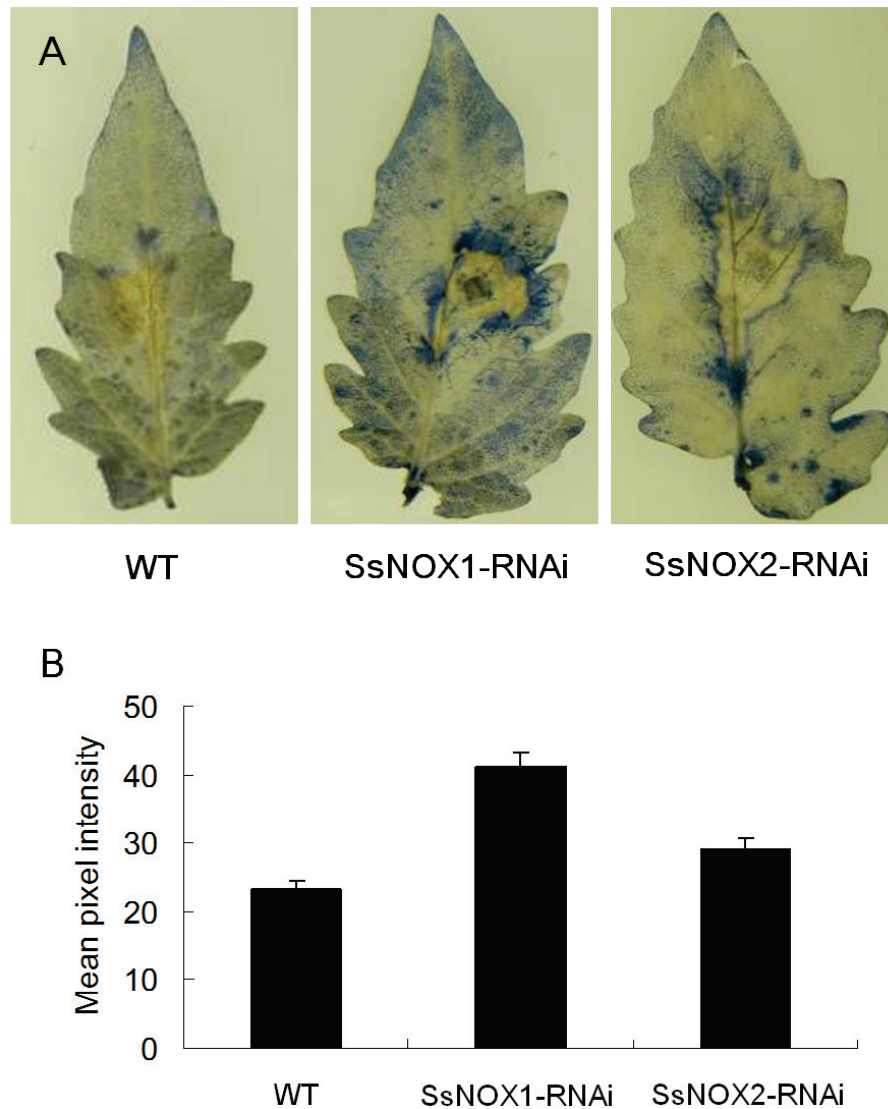 A
WT
SsNOX1-RNAi
SsNOX2-RNAi
B
Mean pixel intensity
50
40
30
20
10
0
WT
SsNOX1-RNAi
SsNOX2-RNAi